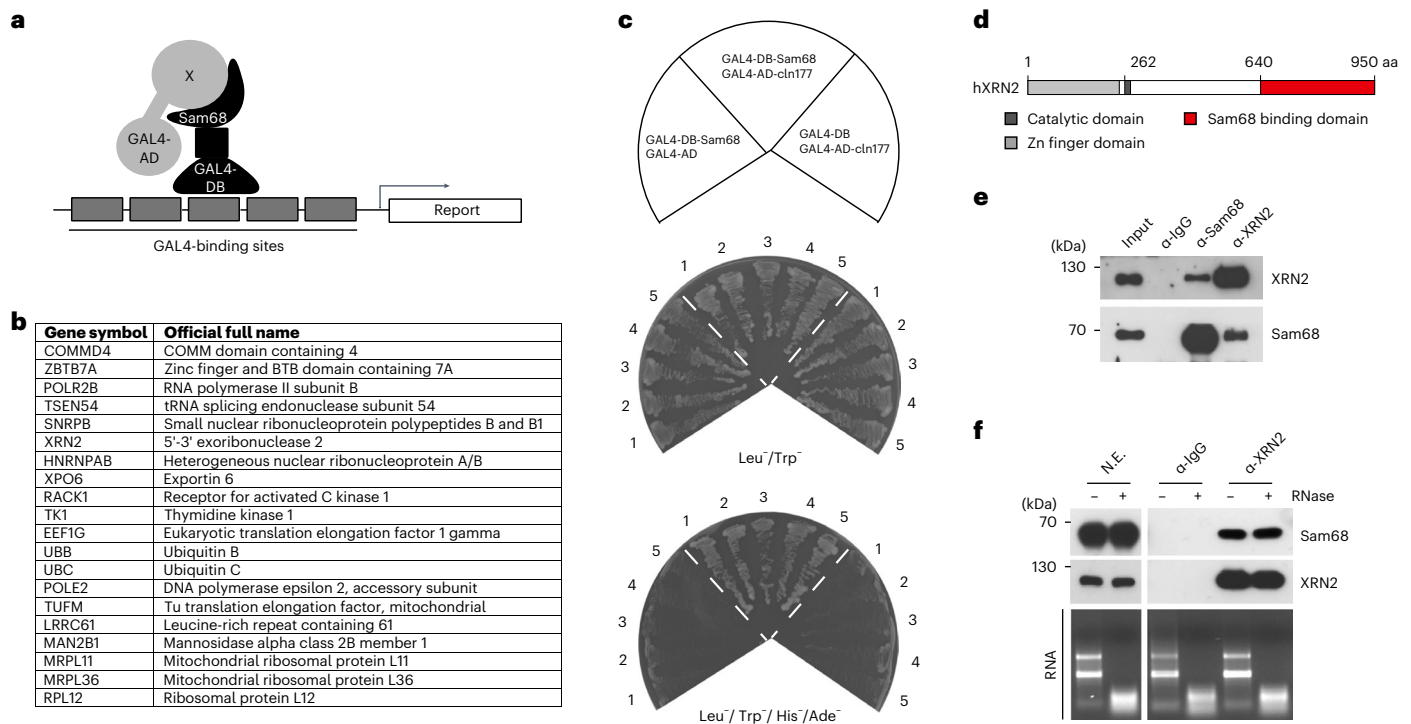 a
X
Sam68
GAL4-
AD
GAL4-
DB
Report
GAL4-binding sites
b
Gene symbol Official full name
COMMD4 COMM domain containing 4
ZBTB7A Zinc finger and BTB domain containing 7A
POLR2B RNA polymerase II subunit B
TSEN54 tRNA splicing endonuclease subunit 54
SNRPB Small nuclear ribonucleoprotein polypeptides B and B1
XRN2 5'-3' exoribonuclease 2
HNRNPAB Heterogeneous nuclear ribonucleoprotein A/B
XPO6 Exportin 6
RACK1 Receptor for activated C kinase 1
TK1 Thymidine kinase 1
EEF1G Eukaryotic translation elongation factor 1 gamma
UBB Ubiquitin B
UBC Ubiquitin C
POLE2 DNA polymerase epsilon 2, accessory subunit
TUFM Tu translation elongation factor, mitochondrial
LRRC61 Leucine-rich repeat containing 61
MAN2B1 Mannosidase alpha class 2B member 1
MRPL11 Mitochondrial ribosomal protein L11
MRPL36 Mitochondrial ribosomal protein L36
RPL12 Ribosomal protein L12
c
GAL4-DB-Sam68
GAL4-AD-cln177
GAL4-DB-Sam68
GAL4-AD
GAL4-DB
GAL4-AD-cln177
1 2 3 4 5
1 2 3 4 5
1 2 3 4 5
Leu⁻/Trp⁻
1 2 3 4 5
1 2 3 4 5
1 2 3 4 5
Leu⁻/ Trp⁻/ His⁻/Ade⁻
d
1 262 640 950 aa
hXRN2
Catalytic domain
Sam68 binding domain
Zn finger domain
e
(kDa) Input α-IgG α-Sam68 α-XRN2
130 XRN2
70 Sam68
f
N.E. α-IgG α-XRN2
(kDa) – + – + – + RNase
70 Sam68
130 XRN2
RNA